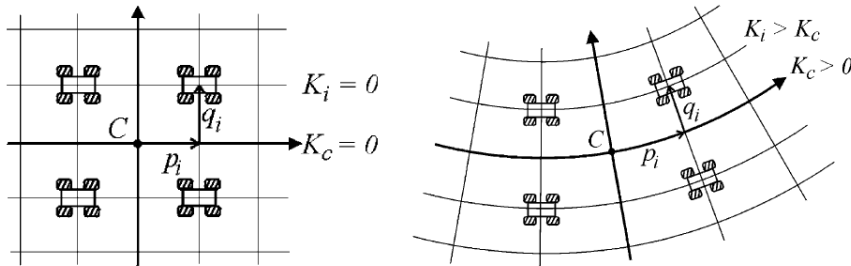 K_i = 0
C
q_i
K_c = 0
p_i
K_i > K_c
K_c > 0
q_i
C
p_i